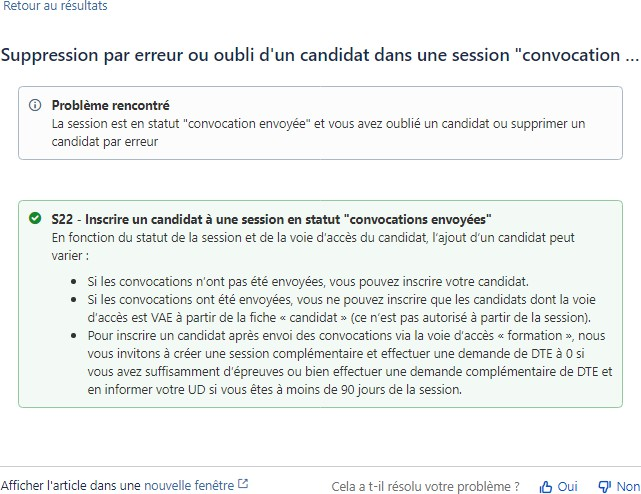 Retour au résultats
Suppression par erreur ou oubli d'un candidat dans une session "convocation ...
Problème rencontré
La session est en statut "convocation envoyée" et vous avez oublié un candidat ou supprimer un
candidat par erreur
S22 - Inscrire un candidat à une session en statut "convocations envoyées"
En fonction du statut de la session et de la voie d'accès du candidat, l'ajout d'un candidat peut
varier :
• Si les convocations n'ont pas été envoyées, vous pouvez inscrire votre candidat.
• Si les convocations ont été envoyées, vous ne pouvez inscrire que les candidats dont la voie
d'accès est VAE à partir de la fiche « candidat » (ce n'est pas autorisé à partir de la session).
• Pour inscrire un candidat après envoi des convocations via la voie d'accès « formation », nous
vous invitons à créer une session complémentaire et effectuer une demande de DTE à 0 si
vous avez suffisamment d'épreuves ou bien effectuer une demande complémentaire de DTE et
en informer votre UD si vous êtes à moins de 90 jours de la session.
Afficher l'article dans une nouvelle fenêtre Cela a t-il résolu votre problème ? Oui Non